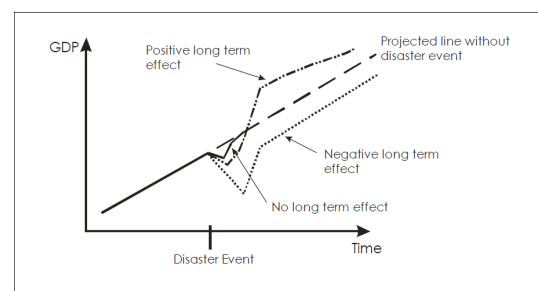 GDP
Positive long term
effect
Projected line without
disaster event
Negative long term
effect
No long term effect
Time
Disaster Event